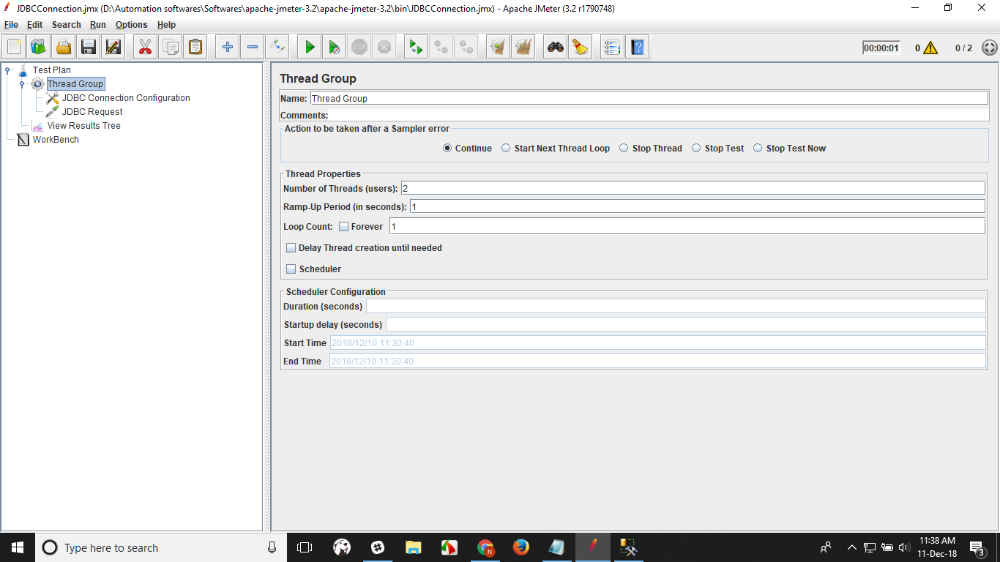 JDBCConnection.jmx (D:\Automation softwares\Softwares\apache-jmeter-3.2\apache-jmeter-3.2\bin\JDBCConnection.jmx) - Apache JMeter (3.2 r1790748)
File Edit Search Run Options Help
00:00:01 0 0 / 2
Test Plan
Thread Group
JDBC Connection Configuration
JDBC Request
View Results Tree
WorkBench
Thread Group
Name: Thread Group
Comments:
Action to be taken after a Sampler error
Continue Start Next Thread Loop Stop Thread Stop Test Stop Test Now
Thread Properties
Number of Threads (users): 2
Ramp-Up Period (in seconds): 1
Loop Count: Forever 1
Delay Thread creation until needed
Scheduler
Scheduler Configuration
Duration (seconds)
Startup delay (seconds)
Start Time 2018/12/10 11:30:40
End Time 2018/12/10 11:30:40
Type here to search
N
11:38 AM
11-Dec-18
3